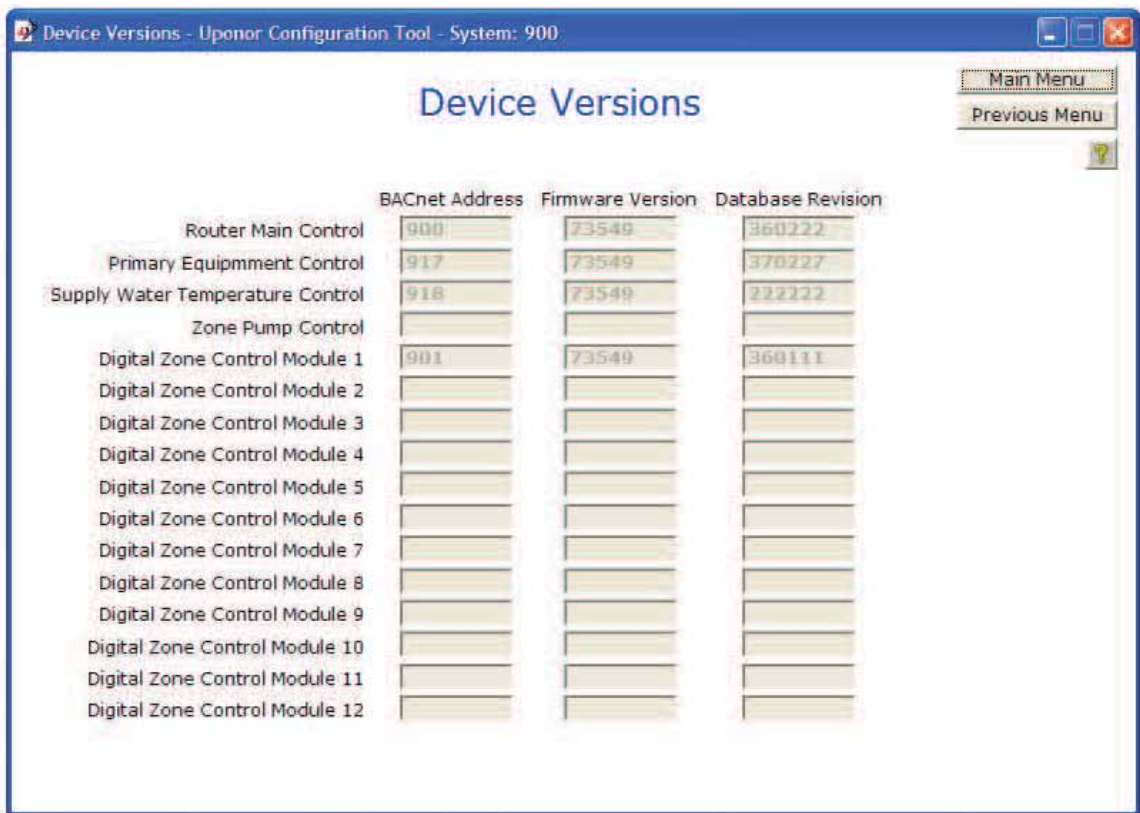 Device Versions - Uponor Configuration Tool - System: 900
Main Menu
Device Versions
Previous Menu
?
BACnet Address Firmware Version Database Revision
Router Main Control 900 73549 360222
Primary Equipmment Control 917 73549 370227
Supply Water Temperature Control 918 73549 222222
Zone Pump Control
Digital Zone Control Module 1 901 73549 360111
Digital Zone Control Module 2
Digital Zone Control Module 3
Digital Zone Control Module 4
Digital Zone Control Module 5
Digital Zone Control Module 6
Digital Zone Control Module 7
Digital Zone Control Module 8
Digital Zone Control Module 9
Digital Zone Control Module 10
Digital Zone Control Module 11
Digital Zone Control Module 12